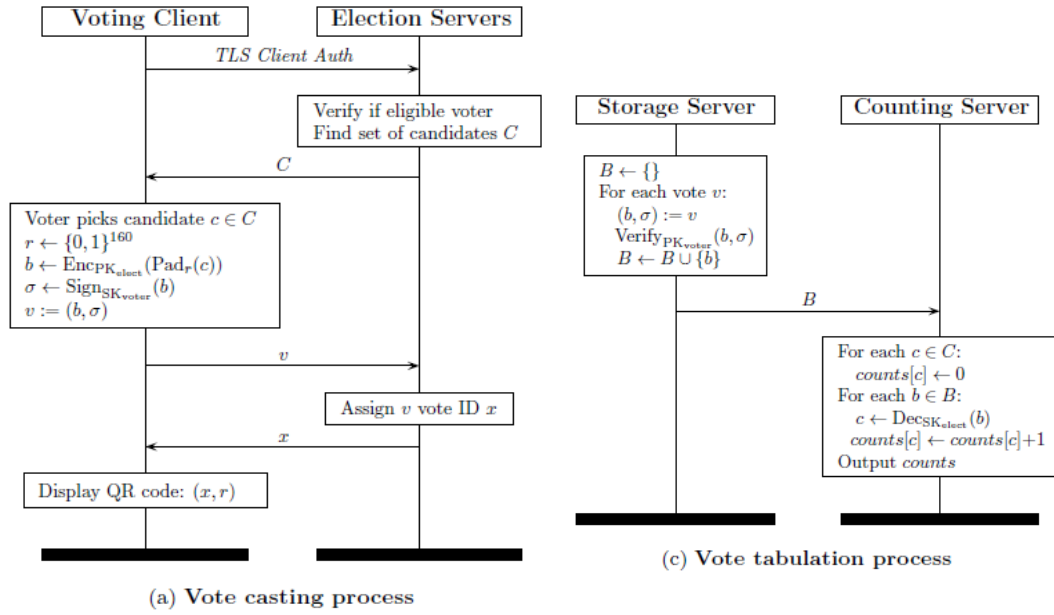 Voting Client
Election Servers
TLS Client Auth
Verify if eligible voter
Find set of candidates C
C
Voter picks candidate c ∈ C
r ← {0, 1}^160
b ← Enc_PK_elect(Pad_r(c))
σ ← Sign_SK_voter(b)
v := (b, σ)
v
Assign v vote ID x
x
Display QR code: (x, r)
(a) Vote casting process
Storage Server
Counting Server
B ← {}
For each vote v:
(b, σ) := v
Verify_PK_voter(b, σ)
B ← B ∪ {b}
B
For each c ∈ C:
counts[c] ← 0
For each b ∈ B:
c ← Dec_SK_elect(b)
counts[c] ← counts[c]+1
Output counts
(c) Vote tabulation process